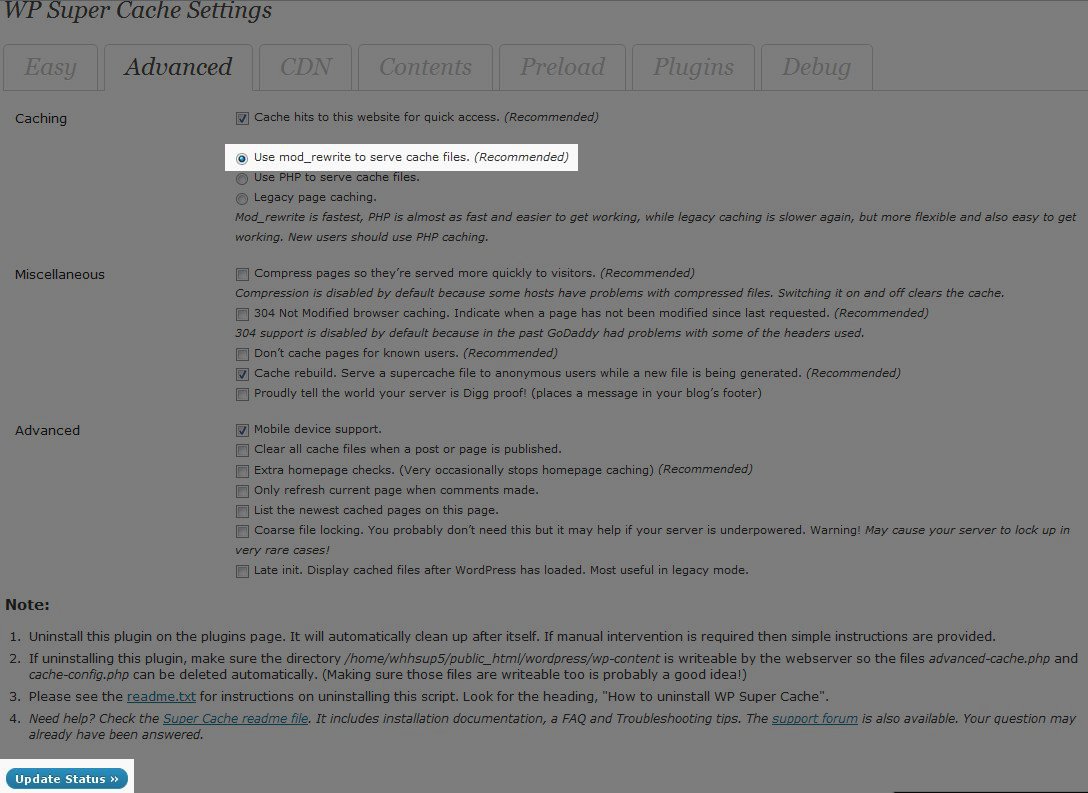 WP Super Cache Settings
Easy
Advanced
CDN
Contents
Preload
Plugins
Debug
Caching
Cache hits to this website for quick access. (Recommended)
Use mod_rewrite to serve cache files. (Recommended)
Use PHP to serve cache files.
Legacy page caching.
Mod_rewrite is fastest, PHP is almost as fast and easier to get working, while legacy caching is slower again, but more flexible and also easy to get
working. New users should use PHP caching.
Miscellaneous
Compress pages so they’re served more quickly to visitors. (Recommended)
Compression is disabled by default because some hosts have problems with compressed files. Switching it on and off clears the cache.
304 Not Modified browser caching. Indicate when a page has not been modified since last requested. (Recommended)
304 support is disabled by default because in the past GoDaddy had problems with some of the headers used.
Don’t cache pages for known users. (Recommended)
Cache rebuild. Serve a supercache file to anonymous users while a new file is being generated. (Recommended)
Proudly tell the world your server is Digg proof! (places a message in your blog’s footer)
Advanced
Mobile device support.
Clear all cache files when a post or page is published.
Extra homepage checks. (Very occasionally stops homepage caching) (Recommended)
Only refresh current page when comments made.
List the newest cached pages on this page.
Coarse file locking. You probably don’t need this but it may help if your server is underpowered. Warning! May cause your server to lock up in
very rare cases!
Late init. Display cached files after WordPress has loaded. Most useful in legacy mode.
Note:
1. Uninstall this plugin on the plugins page. It will automatically clean up after itself. If manual intervention is required then simple instructions are provided.
2. If uninstalling this plugin, make sure the directory /home/whhsup5/public_html/wordpress/wp-content is writeable by the webserver so the files advanced-cache.php and
cache-config.php can be deleted automatically. (Making sure those files are writeable too is probably a good idea!)
3. Please see the readme.txt for instructions on uninstalling this script. Look for the heading, "How to uninstall WP Super Cache".
4. Need help? Check the Super Cache readme file. It includes installation documentation, a FAQ and Troubleshooting tips. The support forum is also available. Your question may
already have been answered.
Update Status »